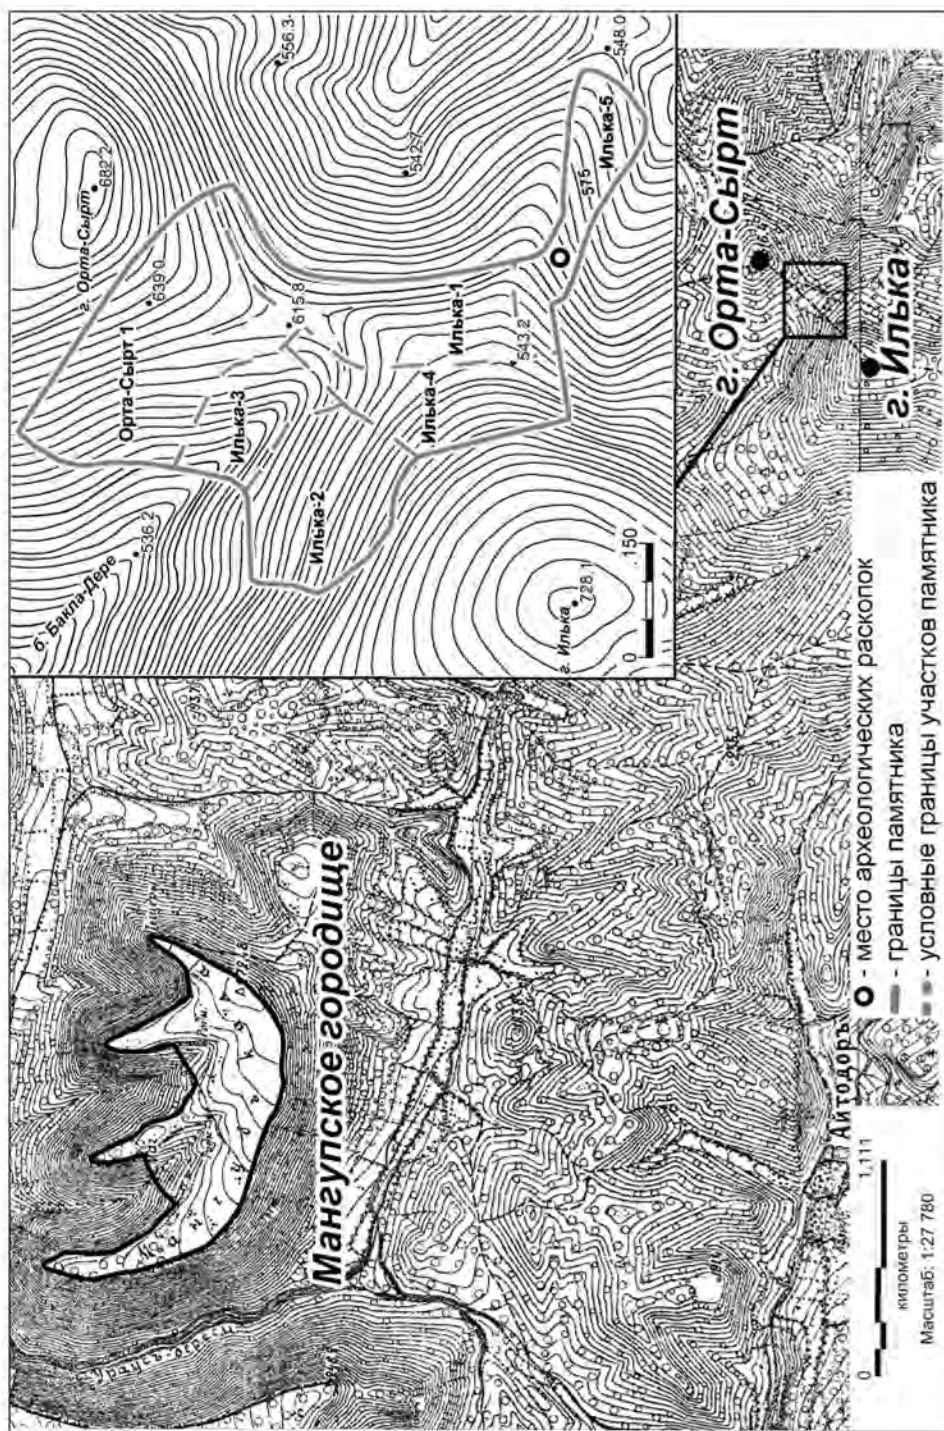 г. Орта-Сырт
682.2
556.3
548.0
639.0
542.7
Орта-Сырт 1
615.8
575
Илька-5
Илька-3
Илька-1
543.2
Илька-4
Илька-2
б. Бакла-Дере
536.2
г. Илька
728.1
0
150
Мангупское городище
г. Орта-Сырт
г. Илька
Айтодоръ
- место археологических раскопок
- границы памятника
- условные границы участков памятника
0
1,111
километры
Масштаб: 1:27 780